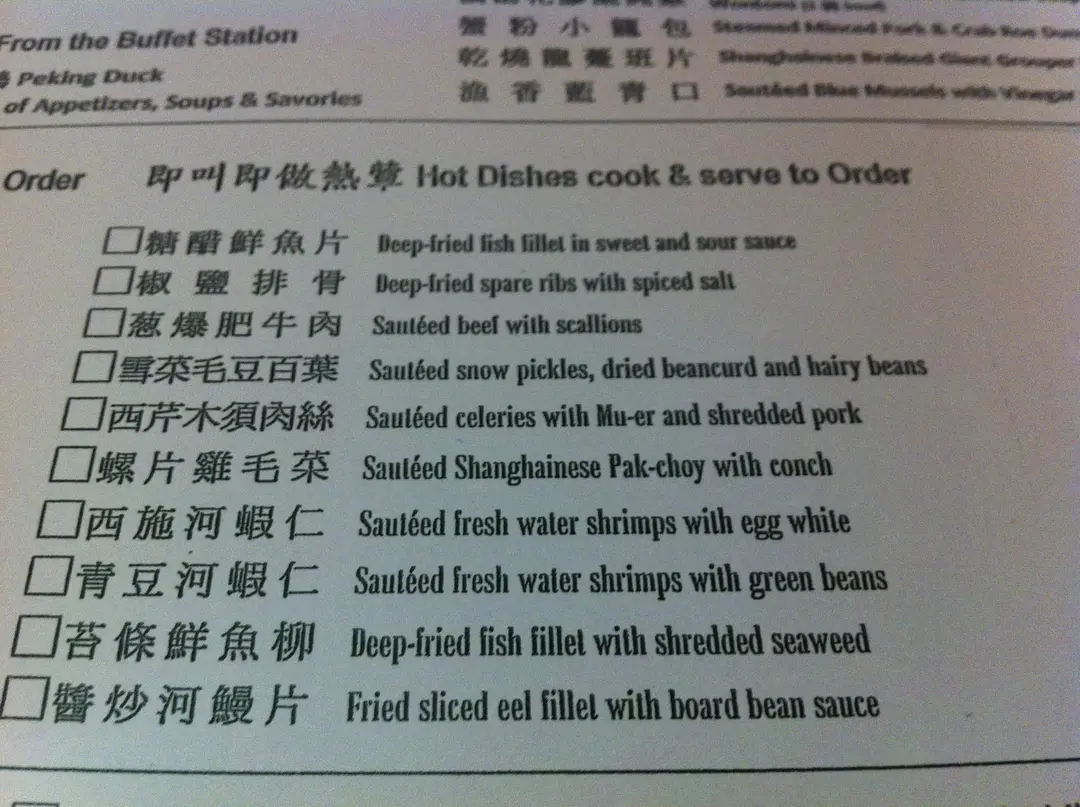 From the Buffet Station
Peking Duck
of Appetizers, Soups & Savories
蟹粉小籠包 Steamed Minced Pork & Crab Roe
乾燒龍躉班片 Shanghainese Braised Giant Grouper
漁香藍青口 Sautéed Blue Mussels with Vinegar
Order 即叫即做熱葷 Hot Dishes cook & serve to Order
糖醋鮮魚片 Deep-fried fish fillet in sweet and sour sauce
椒鹽排骨 Deep-fried spare ribs with spiced salt
葱爆肥牛肉 Sautéed beef with scallions
雪菜毛豆百葉 Sautéed snow pickles, dried beancurd and hairy beans
西芹木須肉絲 Sautéed celeries with Mu-er and shredded pork
螺片雞毛菜 Sautéed Shanghainese Pak-choy with conch
西施河蝦仁 Sautéed fresh water shrimps with egg white
青豆河蝦仁 Sautéed fresh water shrimps with green beans
苔條鮮魚柳 Deep-fried fish fillet with shredded seaweed
醬炒河鰻片 Fried sliced eel fillet with board bean sauce